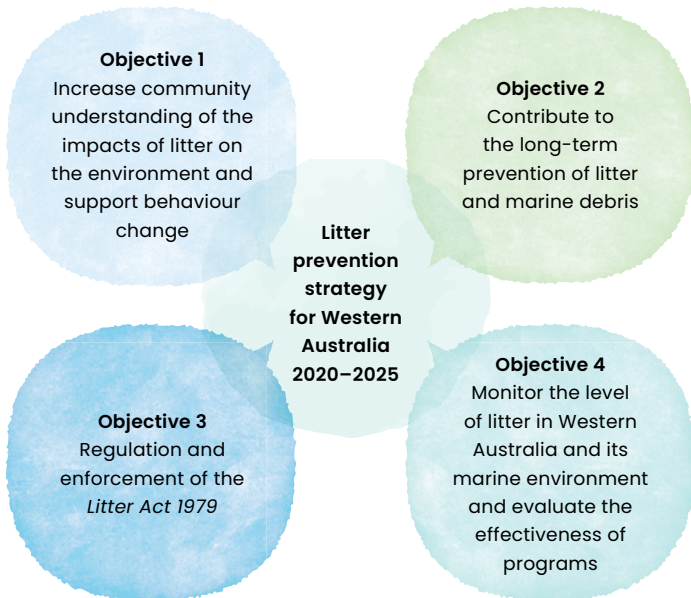 Objective 1
Increase community
understanding of the
impacts of litter on
the environment and
support behaviour
change
Objective 2
Contribute to
the long-term
prevention of litter
and marine debris
Litter
prevention
strategy
for Western
Australia
2020–2025
Objective 3
Regulation and
enforcement of the
Litter Act 1979
Objective 4
Monitor the level
of litter in Western
Australia and its
marine environment
and evaluate the
effectiveness of
programs